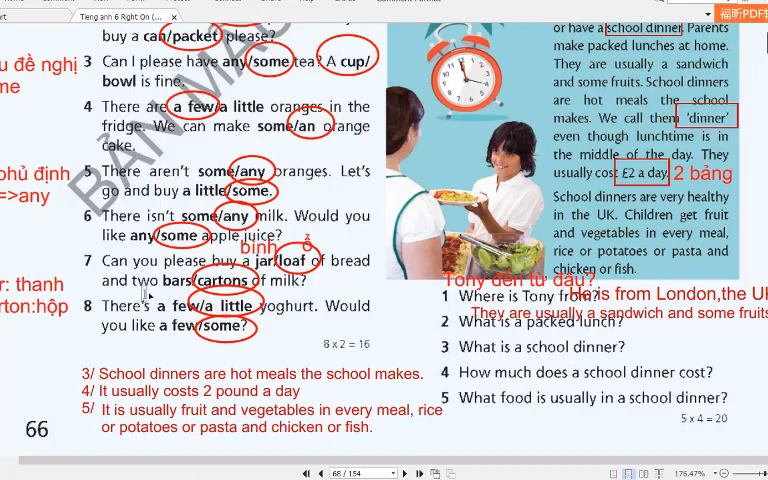 Tieng anh 6 Right On (...
福昕PDF
buy a can/packet please?
3 Can I please have any/some tea? A cup/
bowl is fine.
4 There are a few/a little oranges in the
fridge. We can make some/an orange
cake.
5 There aren't some/any oranges. Let's
go and buy a little/some.
6 There isn't some/any milk. Would you
like any/some apple juice?
bình ổ
7 Can you please buy a jar/loaf of bread
and two bars/cartons of milk?
8 There's a few/a little yoghurt. Would
you like a few/some?
8 x 2 = 16
đề nghị
phủ định
=>any
r: thanh
rton:hộp
3/ School dinners are hot meals the school makes.
4/ It usually costs 2 pound a day
5/ It is usually fruit and vegetables in every meal, rice
or potatoes or pasta and chicken or fish.
66
or have a school dinner. Parents
make packed lunches at home.
They are usually a sandwich
and some fruits. School dinners
are hot meals the school
makes. We call them 'dinner'
even though lunchtime is in
the middle of the day. They
usually cost £2 a day. 2 bảng
School dinners are very healthy
in the UK. Children get fruit
and vegetables in every meal,
rice or potatoes or pasta and
chicken or fish.
Tony đến từ đâu?
1 Where is Tony from? He is from London,the U
They are usually a sandwich and some fruits
2 What is a packed lunch?
3 What is a school dinner?
4 How much does a school dinner cost?
5 What food is usually in a school dinner?
5 x 4 = 20
68 / 154
176.47%